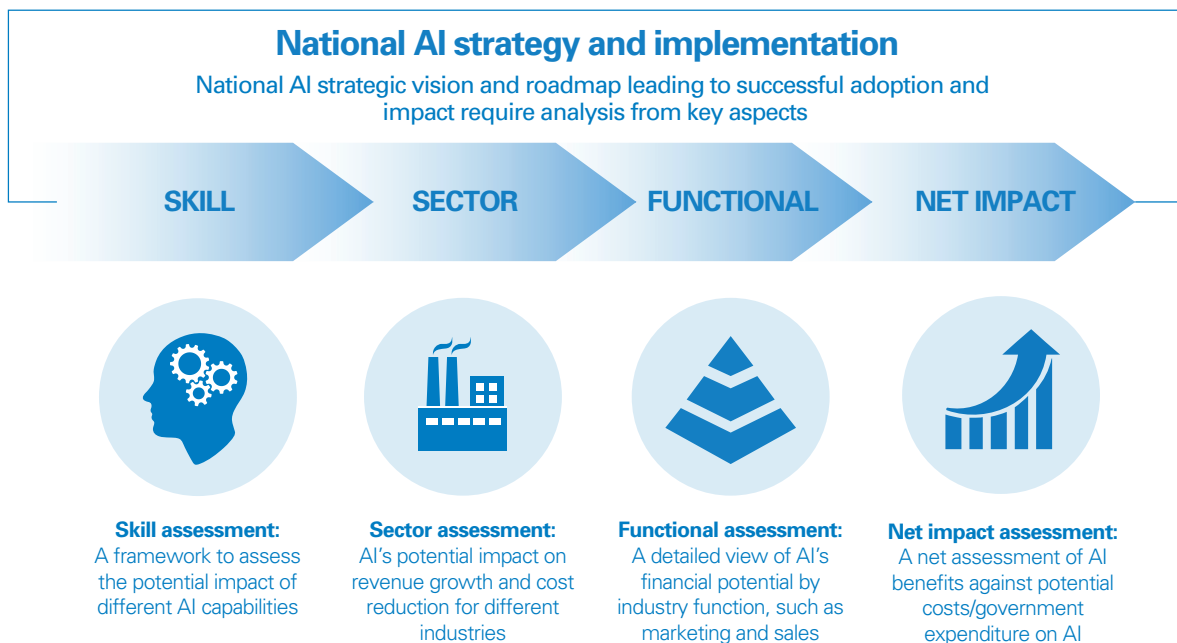 National AI strategy and implementation
National AI strategic vision and roadmap leading to successful adoption and
impact require analysis from key aspects
SKILL
SECTOR
FUNCTIONAL
NET IMPACT
Skill assessment:
A framework to assess
the potential impact of
different AI capabilities
Sector assessment:
AI's potential impact on
revenue growth and cost
reduction for different
industries
Functional assessment:
A detailed view of AI's
financial potential by
industry function, such as
marketing and sales
Net impact assessment:
A net assessment of AI
benefits against potential
costs/government
expenditure on AI